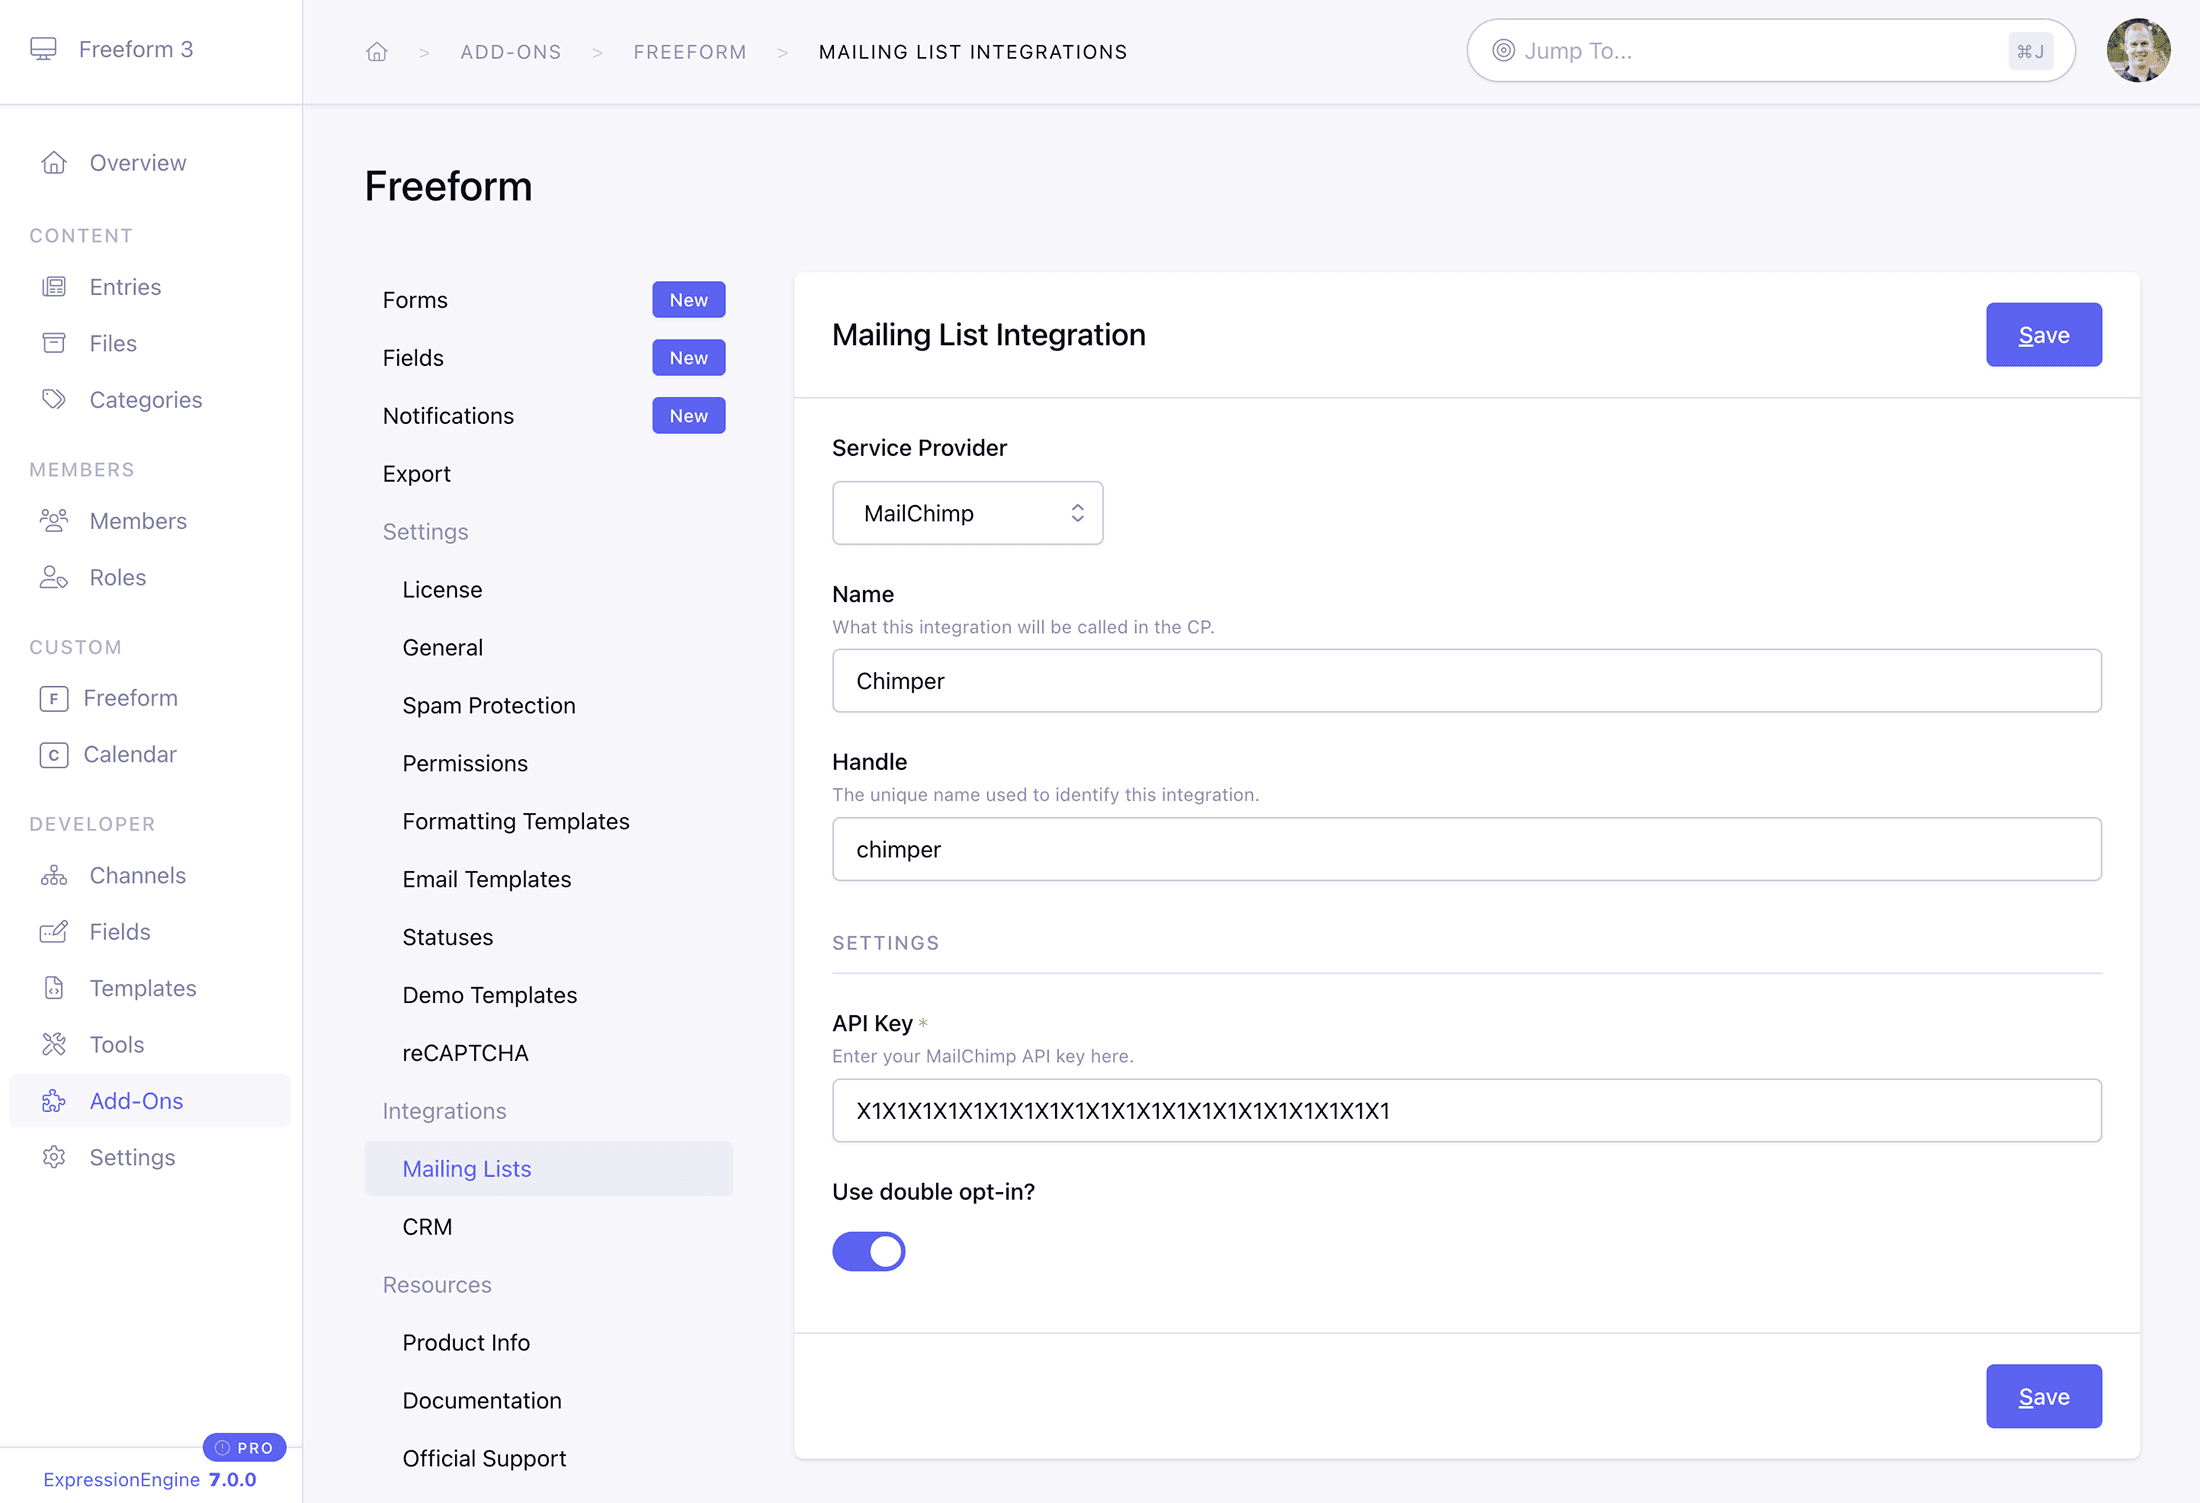 Freeform 3
> ADD-ONS > FREEFORM > MAILING LIST INTEGRATIONS
Jump To... ⌘J
Overview
CONTENT
Entries
Files
Categories
MEMBERS
Members
Roles
CUSTOM
F Freeform
C Calendar
DEVELOPER
Channels
Fields
Templates
Tools
Add-Ons
Settings
PRO
ExpressionEngine 7.0.0
Freeform
Forms New
Fields New
Notifications New
Export
Settings
License
General
Spam Protection
Permissions
Formatting Templates
Email Templates
Statuses
Demo Templates
reCAPTCHA
Integrations
Mailing Lists
CRM
Resources
Product Info
Documentation
Official Support
Mailing List Integration
Save
Service Provider
MailChimp
Name
What this integration will be called in the CP.
Chimper
Handle
The unique name used to identify this integration.
chimper
SETTINGS
API Key *
Enter your MailChimp API key here.
X1X1X1X1X1X1X1X1X1X1X1X1X1X1X1X1X1X1X1X1X1
Use double opt-in?
Save